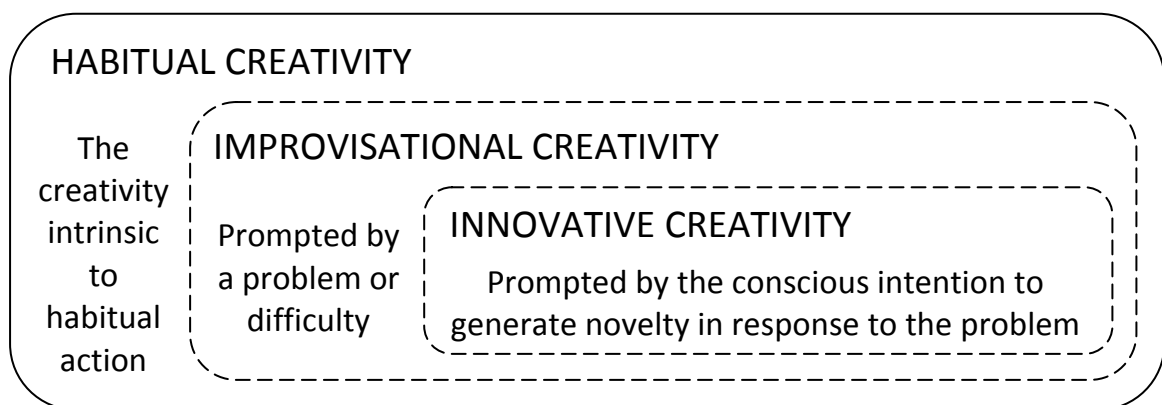 HABITUAL CREATIVITY
The
creativity
intrinsic
to
habitual
action
IMPROVISATIONAL CREATIVITY
Prompted by
a problem or
difficulty
INNOVATIVE CREATIVITY
Prompted by the conscious intention to
generate novelty in response to the problem